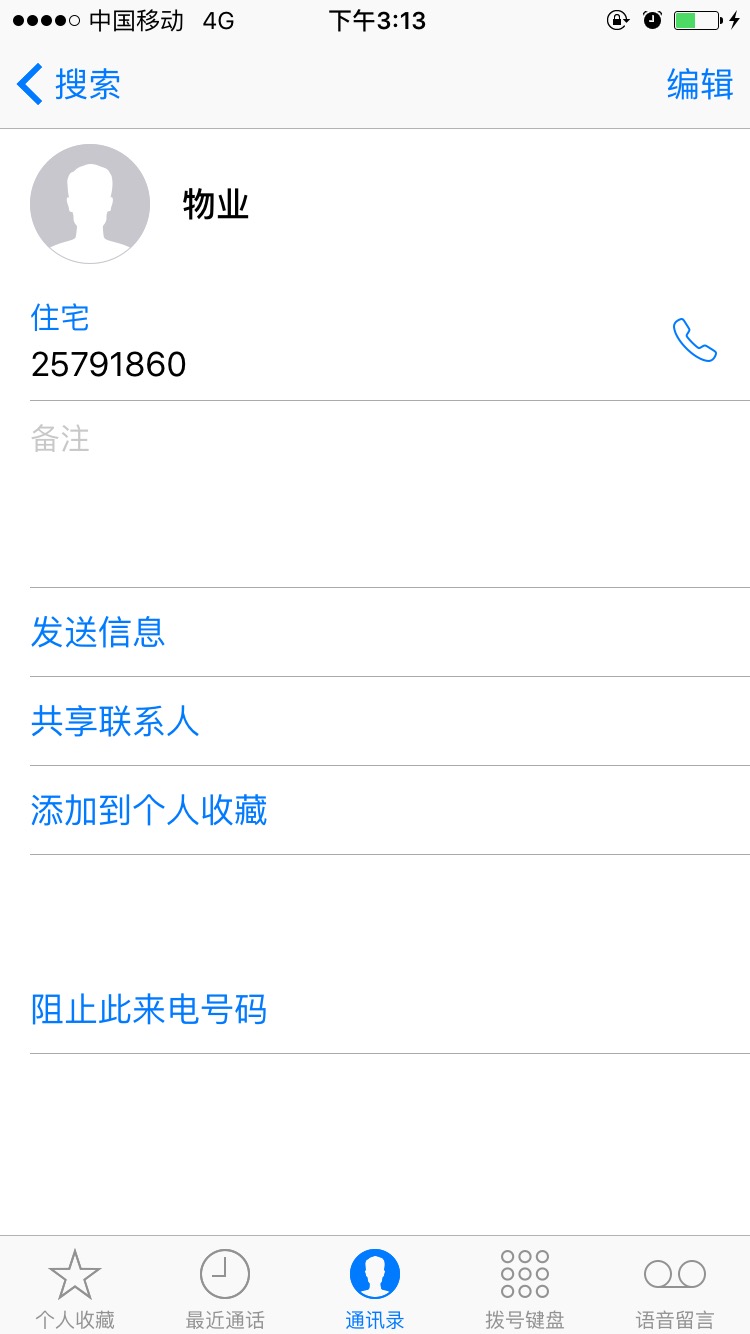 中国移动 4G 下午3:13
搜索 编辑
物业
住宅
25791860
备注
发送信息
共享联系人
添加到个人收藏
阻止此来电号码
个人收藏 最近通话 通讯录 拨号键盘 语音留言